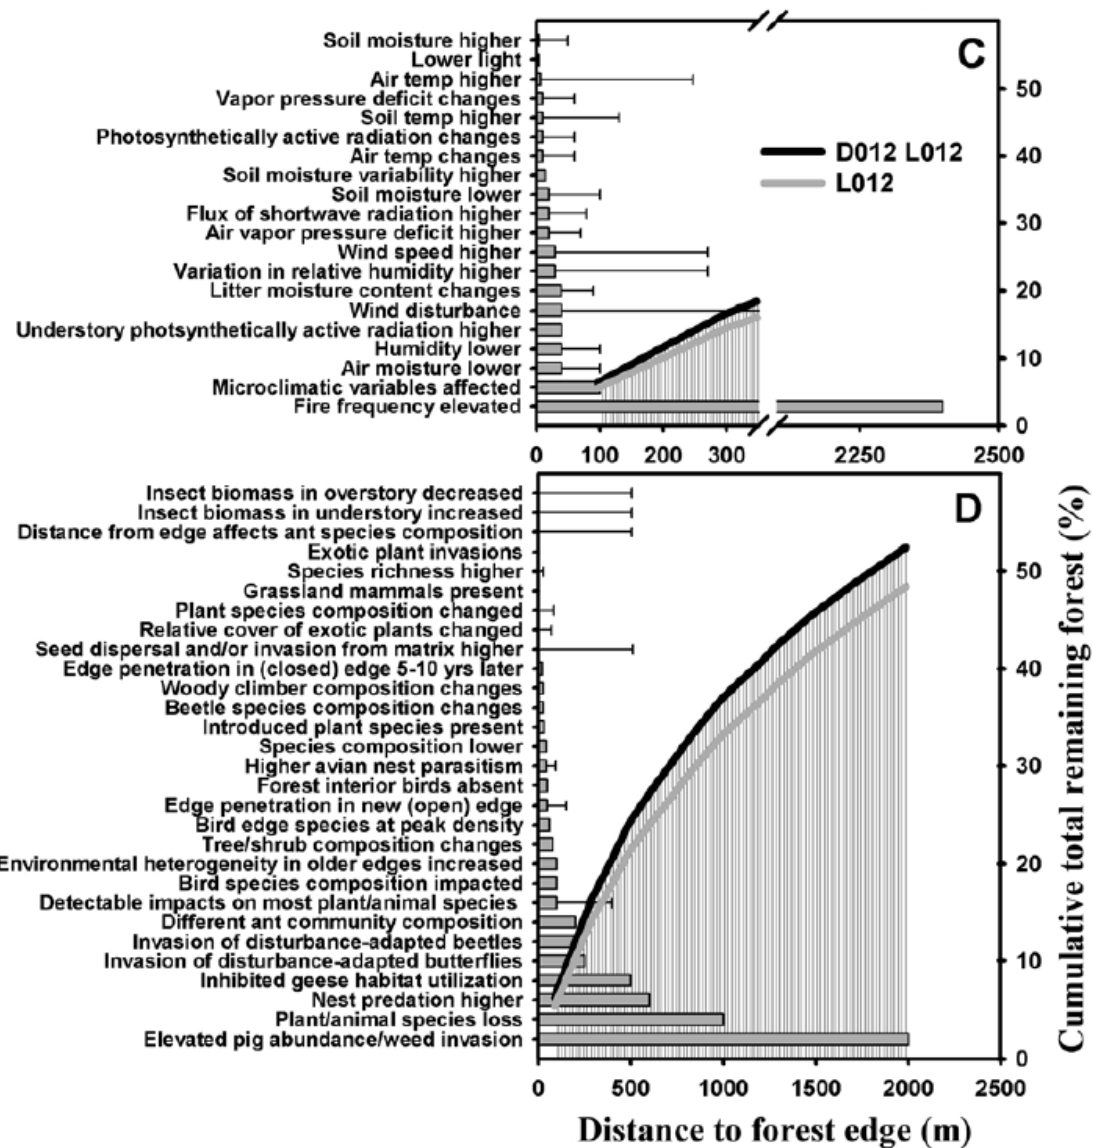 C
Soil moisture higher
Lower light
Air temp higher
Vapor pressure deficit changes
Soil temp higher
Photosynthetically active radiation changes
Air temp changes
Soil moisture variability higher
Soil moisture lower
Flux of shortwave radiation higher
Air vapor pressure deficit higher
Wind speed higher
Variation in relative humidity higher
Litter moisture content changes
Wind disturbance
Understory photsynthetically active radiation higher
Humidity lower
Air moisture lower
Microclimatic variables affected
Fire frequency elevated
D012 L012
L012
50
40
30
20
10
0
0 100 200 300 2250 2500
D
Insect biomass in overstory decreased
Insect biomass in understory increased
Distance from edge affects ant species composition
Exotic plant invasions
Species richness higher
Grassland mammals present
Plant species composition changed
Relative cover of exotic plants changed
Seed dispersal and/or invasion from matrix higher
Edge penetration in (closed) edge 5-10 yrs later
Woody climber composition changes
Beetle species composition changes
Introduced plant species present
Species composition lower
Higher avian nest parasitism
Forest interior birds absent
Edge penetration in new (open) edge
Bird edge species at peak density
Tree/shrub composition changes
Environmental heterogeneity in older edges increased
Bird species composition impacted
Detectable impacts on most plant/animal species
Different ant community composition
Invasion of disturbance-adapted beetles
Invasion of disturbance-adapted butterflies
Inhibited geese habitat utilization
Nest predation higher
Plant/animal species loss
Elevated pig abundance/weed invasion
50
40
30
20
10
0
0 500 1000 1500 2000 2500
Distance to forest edge (m)
Cumulative total remaining forest (%)